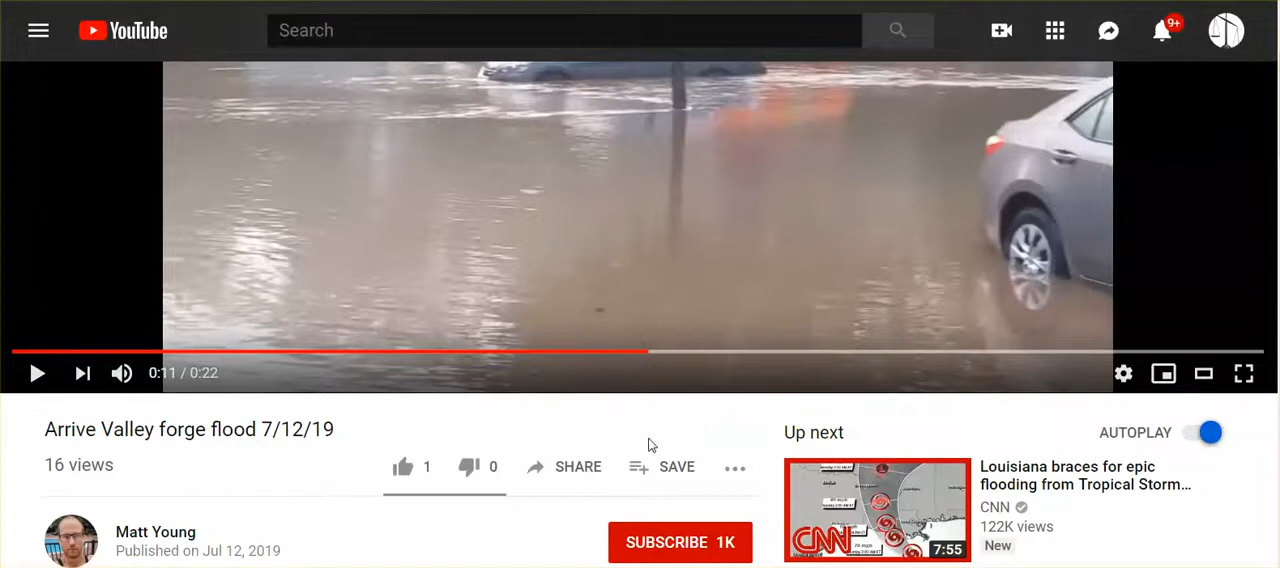 YouTube
Search
9+
0:11 / 0:22
Arrive Valley forge flood 7/12/19
16 views
1
0
SHARE
SAVE
Matt Young
Published on Jul 12, 2019
SUBSCRIBE 1K
Up next
AUTOPLAY
CNN
7:55
Louisiana braces for epic
flooding from Tropical Storm...
CNN
122K views
New